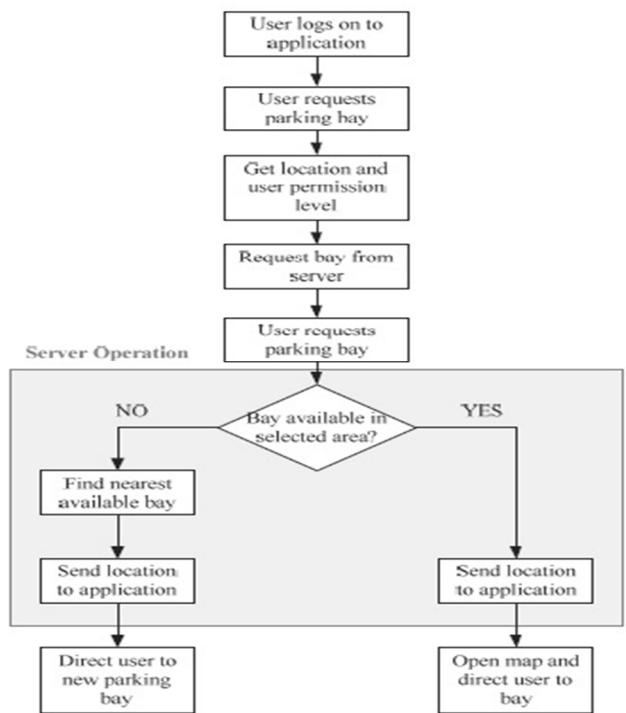 User logs on to
application
User requests
parking bay
Get location and
user permission
level
Request bay from
server
User requests
parking bay
Server Operation
NO
Bay available in
selected area?
YES
Find nearest
available bay
Send location
to application
Send location
to application
Direct user to
new parking
bay
Open map and
direct user to
bay